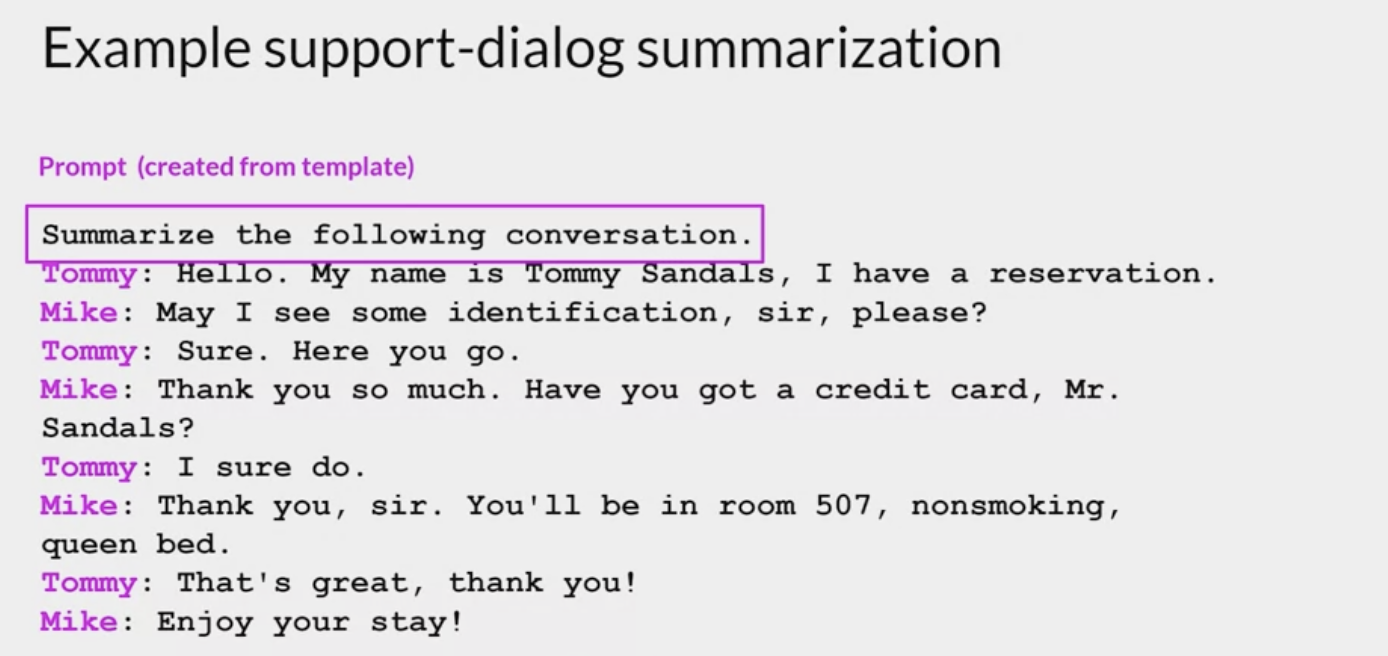 Example support-dialog summarization
Prompt (created from template)
Summarize the following conversation.
Tommy: Hello. My name is Tommy Sandals, I have a reservation.
Mike: May I see some identification, sir, please?
Tommy: Sure. Here you go.
Mike: Thank you so much. Have you got a credit card, Mr.
Sandals?
Tommy: I sure do.
Mike: Thank you, sir. You'll be in room 507, nonsmoking,
queen bed.
Tommy: That's great, thank you!
Mike: Enjoy your stay!